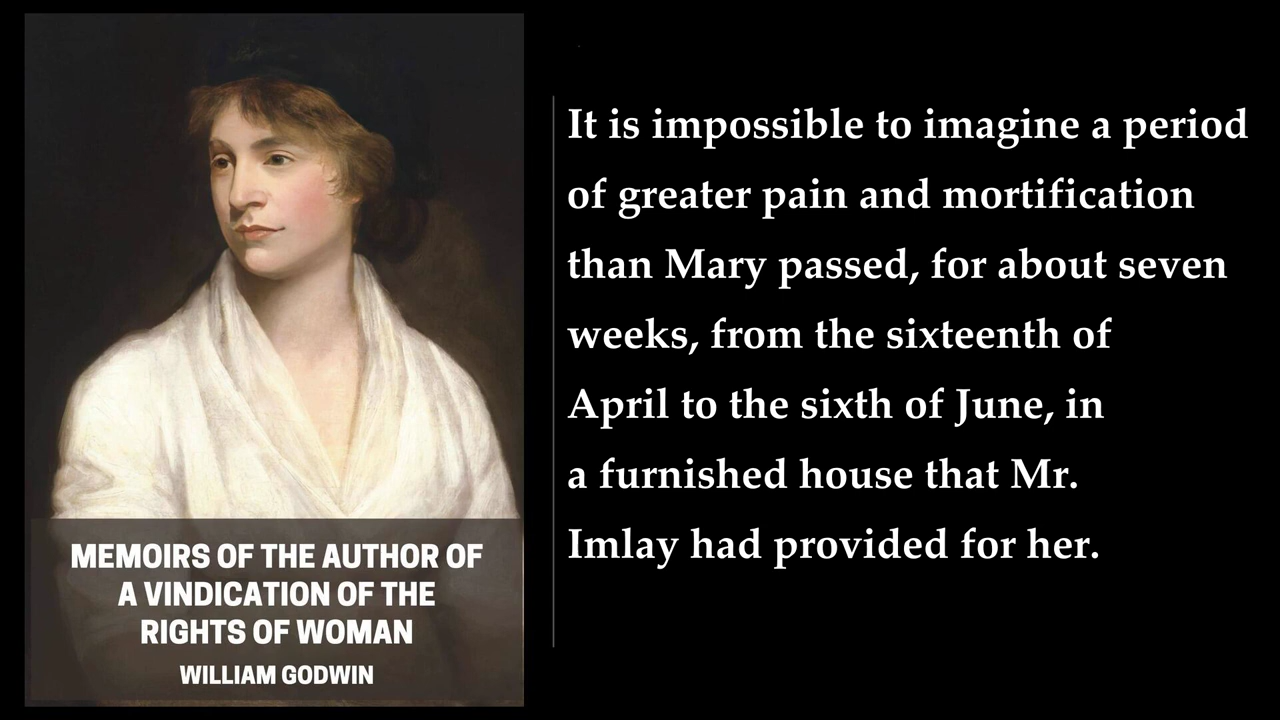 MEMOIRS OF THE AUTHOR OF
A VINDICATION OF THE
RIGHTS OF WOMAN
WILLIAM GODWIN
It is impossible to imagine a period
of greater pain and mortification
than Mary passed, for about seven
weeks, from the sixteenth of
April to the sixth of June, in
a furnished house that Mr.
Imlay had provided for her.